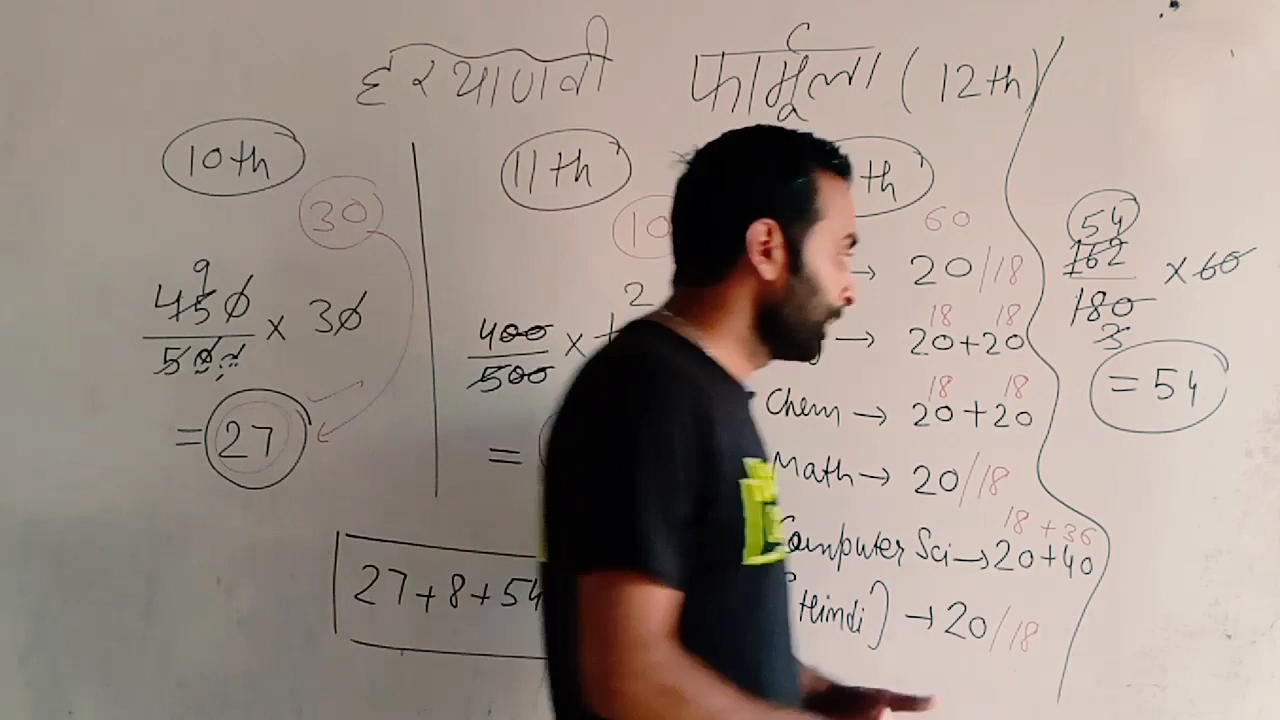 हरयाणवी फार्मूला (12th)
10th
30
9
450/500 × 30
= 27
11th
10
2
400/500 ×
=
th
60
→ 20/18
18 18
→ 20+20
18 18
Chem → 20+20
Math → 20/18
18 + 36
Computer Sci → 20+40
Hindi) → 20/18
54
162/180 × 60
3
= 54
27+8+54